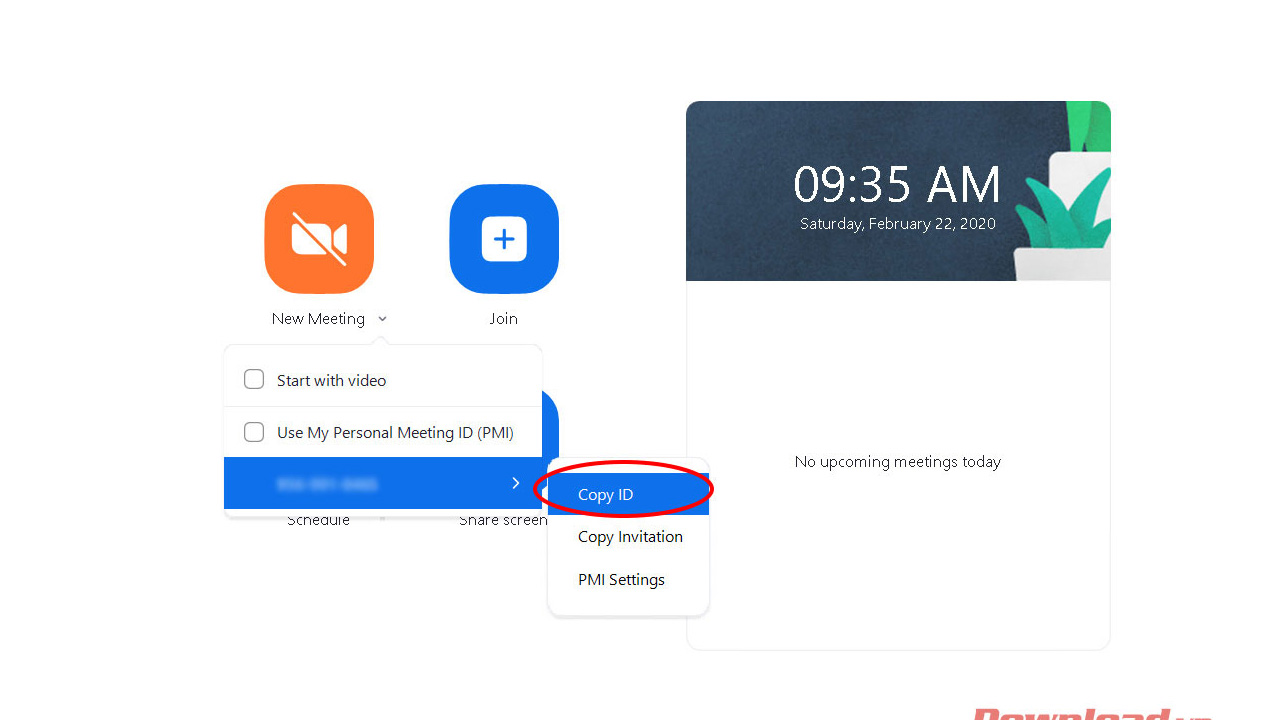 09:35 AM
Saturday, February 22, 2020
New Meeting
Join
Start with video
Use My Personal Meeting ID (PMI)
Schedule
Share screen
Copy ID
Copy Invitation
PMI Settings
No upcoming meetings today